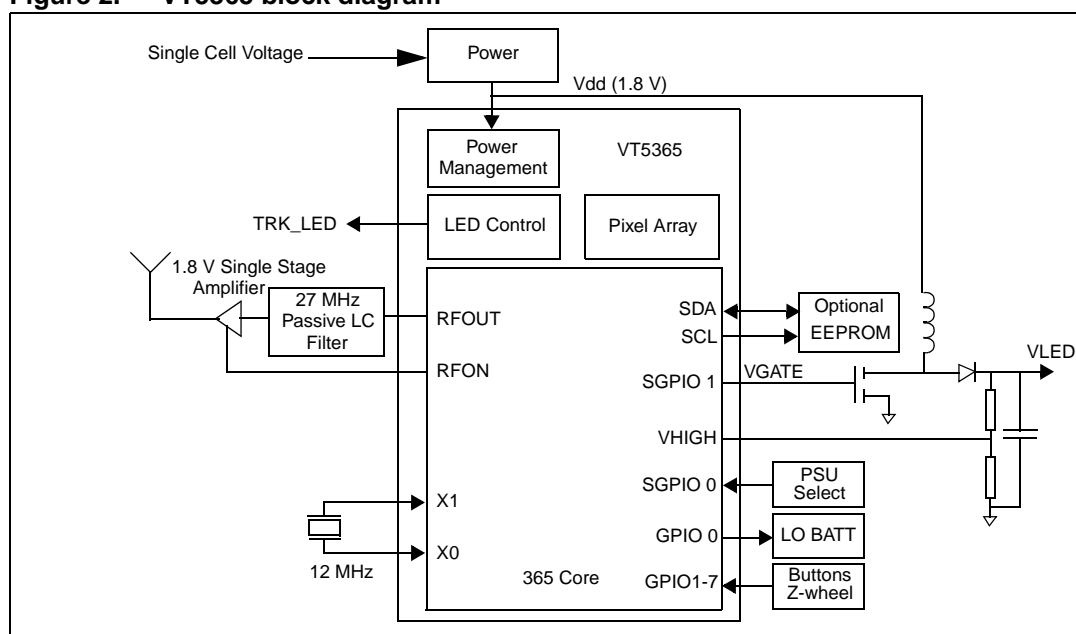 Figure 2. VT5365 block diagram
Single Cell Voltage
Power
Vdd (1.8 V)
Power
Management
VT5365
TRK_LED
LED Control
Pixel Array
1.8 V Single Stage
Amplifier
27 MHz
Passive LC
Filter
RFOUT
RFON
SDA
SCL
Optional
EEPROM
VLED
SGPIO 1
VGATE
VHIGH
SGPIO 0
PSU
Select
X1
X0
12 MHz
GPIO 0
LO BATT
365 Core
GPIO1-7
Buttons
Z-wheel